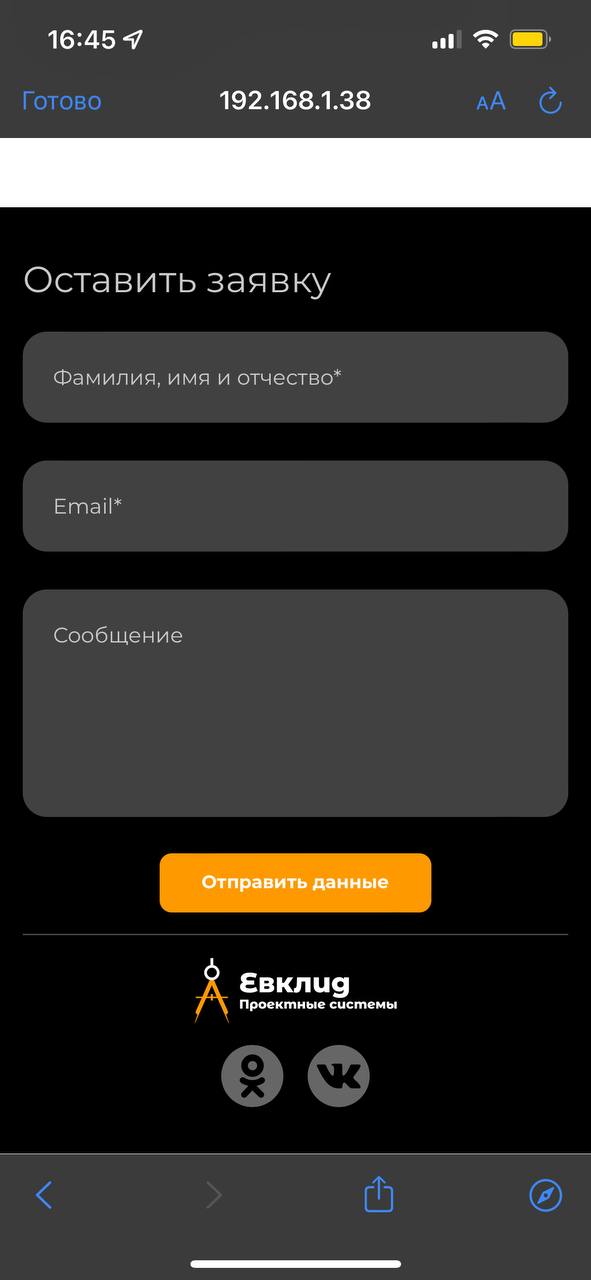 16:45
Готово
192.168.1.38
AA
Оставить заявку
Фамилия, имя и отчество*
Email*
Сообщение
Отправить данные
Евклид
Проектные системы